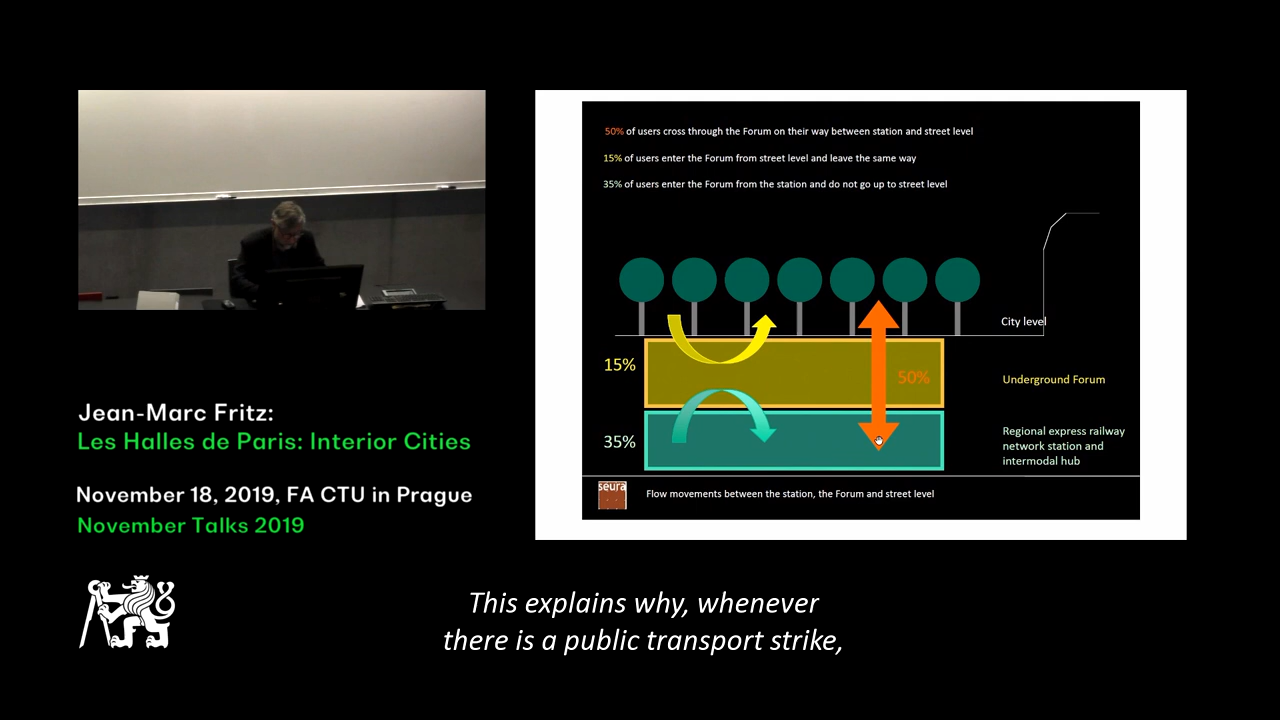 50% of users cross through the Forum on their way between station and street level
15% of users enter the Forum from street level and leave the same way
35% of users enter the Forum from the station and do not go up to street level
City level
15%
50%
Underground Forum
35%
Regional express railway
network station and
intermodal hub
seura
Flow movements between the station, the Forum and street level
Jean-Marc Fritz:
Les Halles de Paris: Interior Cities
November 18, 2019, FA CTU in Prague
November Talks 2019
This explains why, whenever
there is a public transport strike,